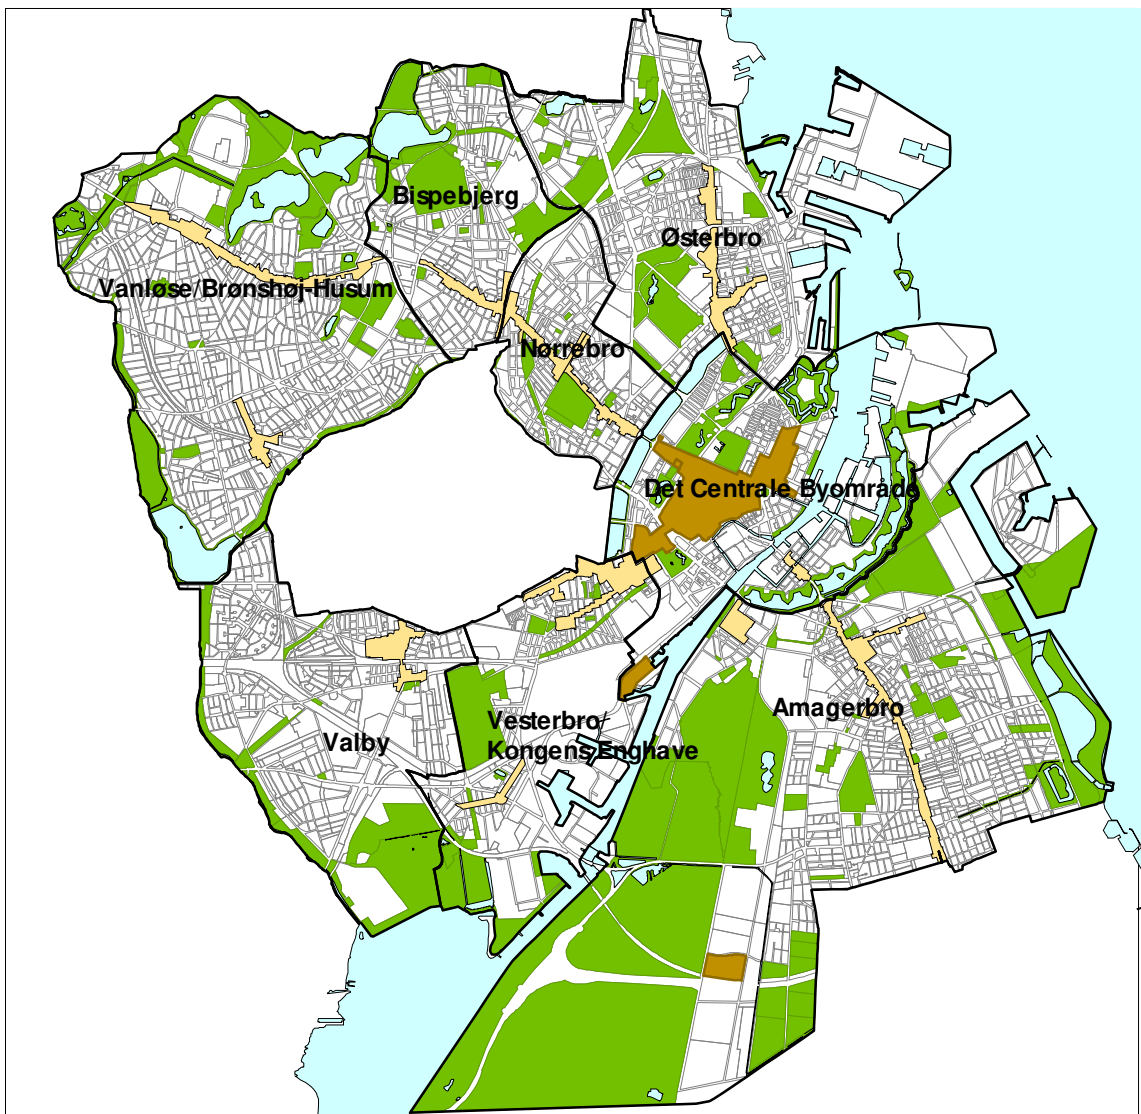 Bispebjerg
Østerbro
Vanløse/Brønshøj-Husum
Nørrebro
Det Centrale Byområde
Amagerbro
Vesterbro/
Kongens Enghave
Valby